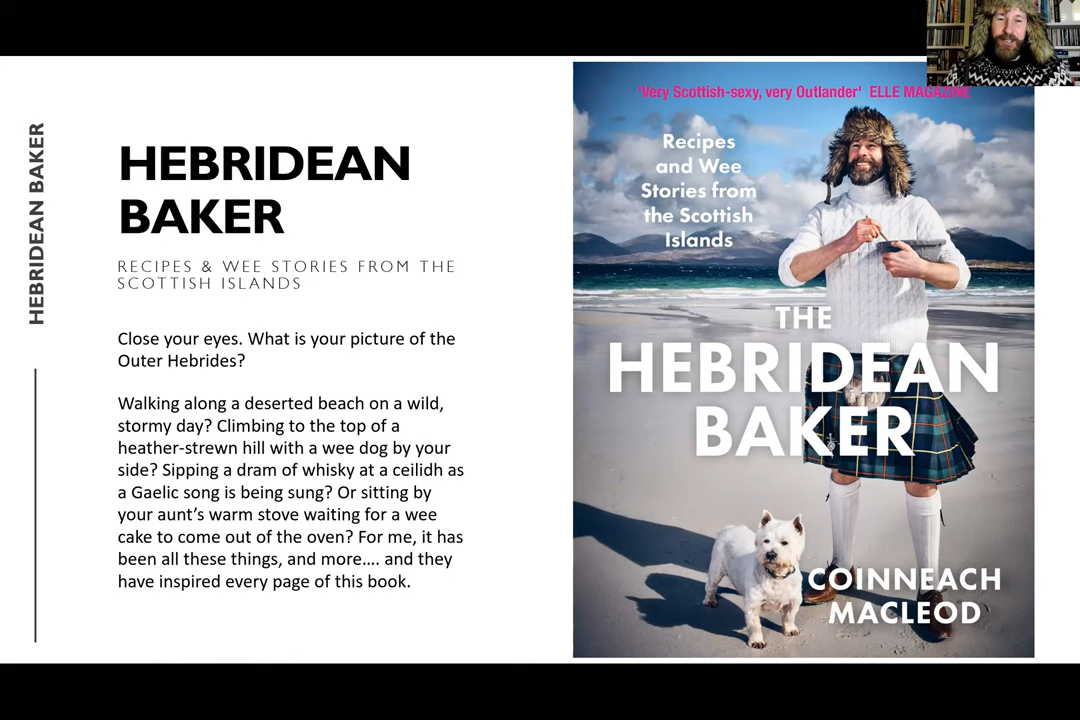 HEBRIDEAN BAKER
HEBRIDEAN
BAKER
RECIPES & WEE STORIES FROM THE
SCOTTISH ISLANDS
Close your eyes. What is your picture of the
Outer Hebrides?
Walking along a deserted beach on a wild,
stormy day? Climbing to the top of a
heather-strewn hill with a wee dog by your
side? Sipping a dram of whisky at a ceilidh as
a Gaelic song is being sung? Or sitting by
your aunt’s warm stove waiting for a wee
cake to come out of the oven? For me, it has
been all these things, and more…. and they
have inspired every page of this book.
'Very Scottish-sexy, very Outlander' ELLE MAGAZINE
Recipes
and Wee
Stories from
the Scottish
Islands
THE
HEBRIDEAN
BAKER
COINNEACH
MACLEOD